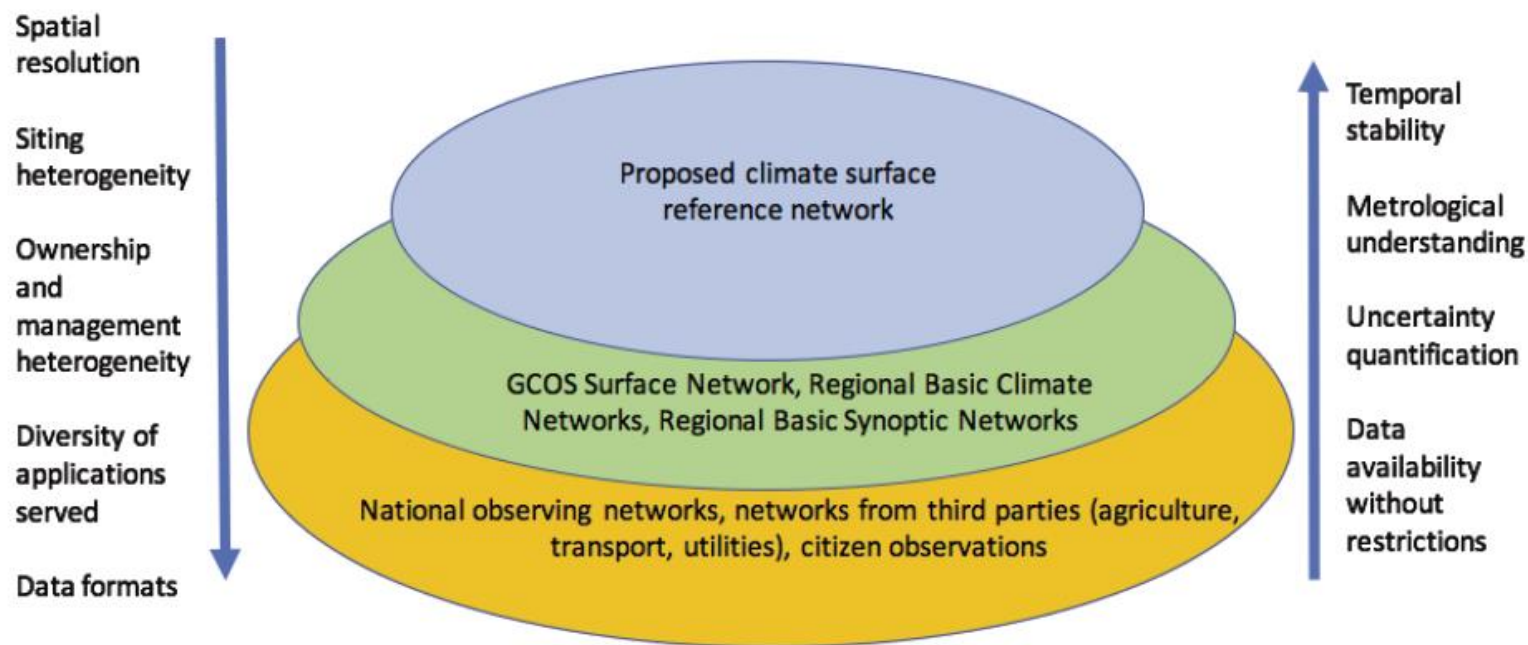 Spatial
resolution
Siting
heterogeneity
Ownership
and
management
heterogeneity
Diversity of
applications
served
Data formats
Proposed climate surface
reference network
GCOS Surface Network, Regional Basic Climate
Networks, Regional Basic Synoptic Networks
National observing networks, networks from third parties (agriculture,
transport, utilities), citizen observations
Temporal
stability
Metrological
understanding
Uncertainty
quantification
Data
availability
without
restrictions